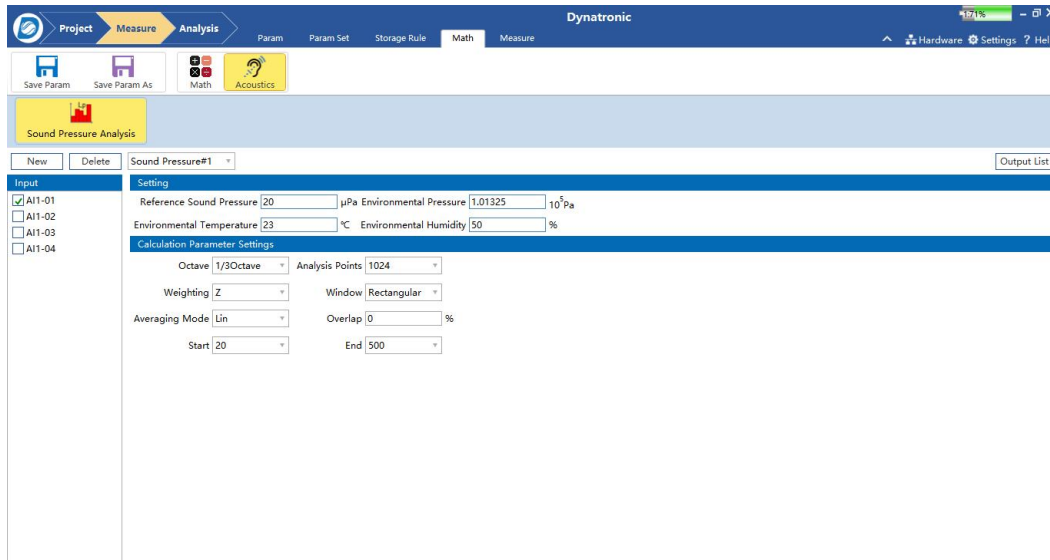 Dynatronic
1.71%
Project Measure Analysis
Param Param Set Storage Rule Math Measure
Hardware Settings ? Hel
Save Param Save Param As Math Acoustics
Lp
Sound Pressure Analysis
New Delete Sound Pressure#1 Output List
Input
AI1-01
AI1-02
AI1-03
AI1-04
Setting
Reference Sound Pressure 20 μPa Environmental Pressure 1.01325 10⁵Pa
Environmental Temperature 23 ℃ Environmental Humidity 50 %
Calculation Parameter Settings
Octave 1/3Octave Analysis Points 1024
Weighting Z Window Rectangular
Averaging Mode Lin Overlap 0 %
Start 20 End 500